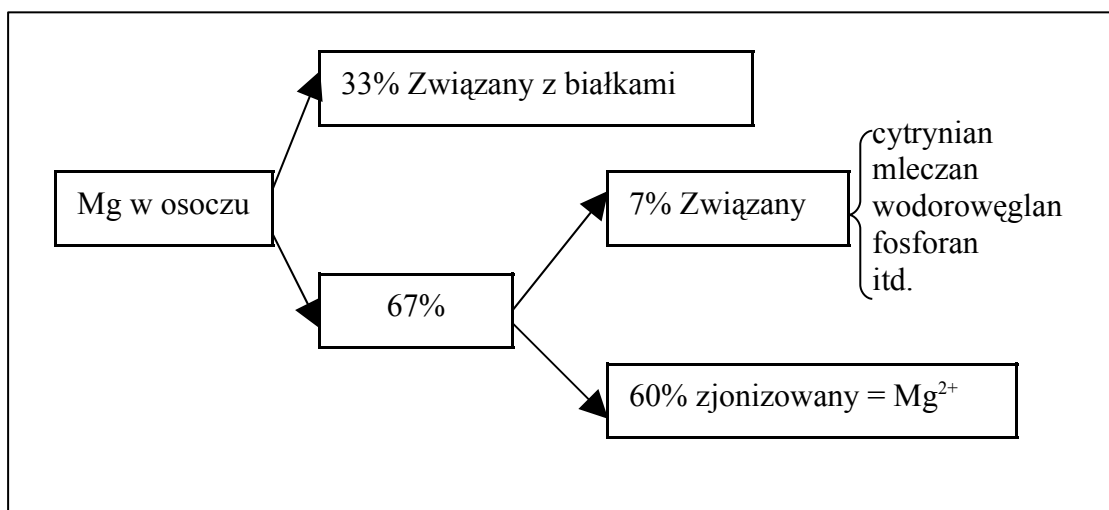 33% Związany z białkami
Mg w osoczu
7% Związany
cytrynian
mleczan
wodorowęglan
fosforan
itd.
67%
60% zjonizowany = Mg²⁺